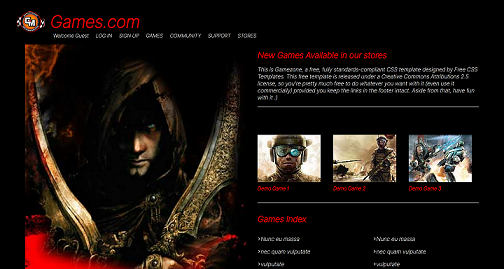 GM
Games.com
Welcome Guest LOG IN SIGN UP GAMES COMMUNITY SUPPORT STORES
New Games Available in our stores
This is Gamezone, a free, fully standards-compliant CSS template designed by Free CSS
Templates. This free template is released under a Creative Commons Attributions 2.5
license, so you're pretty much free to do whatever you want with it (even use it
commercially) provided you keep the links in the footer intact. Aside from that, have fun
with it :)
Demo Game 1 Demo Game 2 Demo Game 3
Games Index
>Nunc eu massa >Nunc eu massa
>nec quam vulputate >nec quam vulputate
>vulputate >vulputate